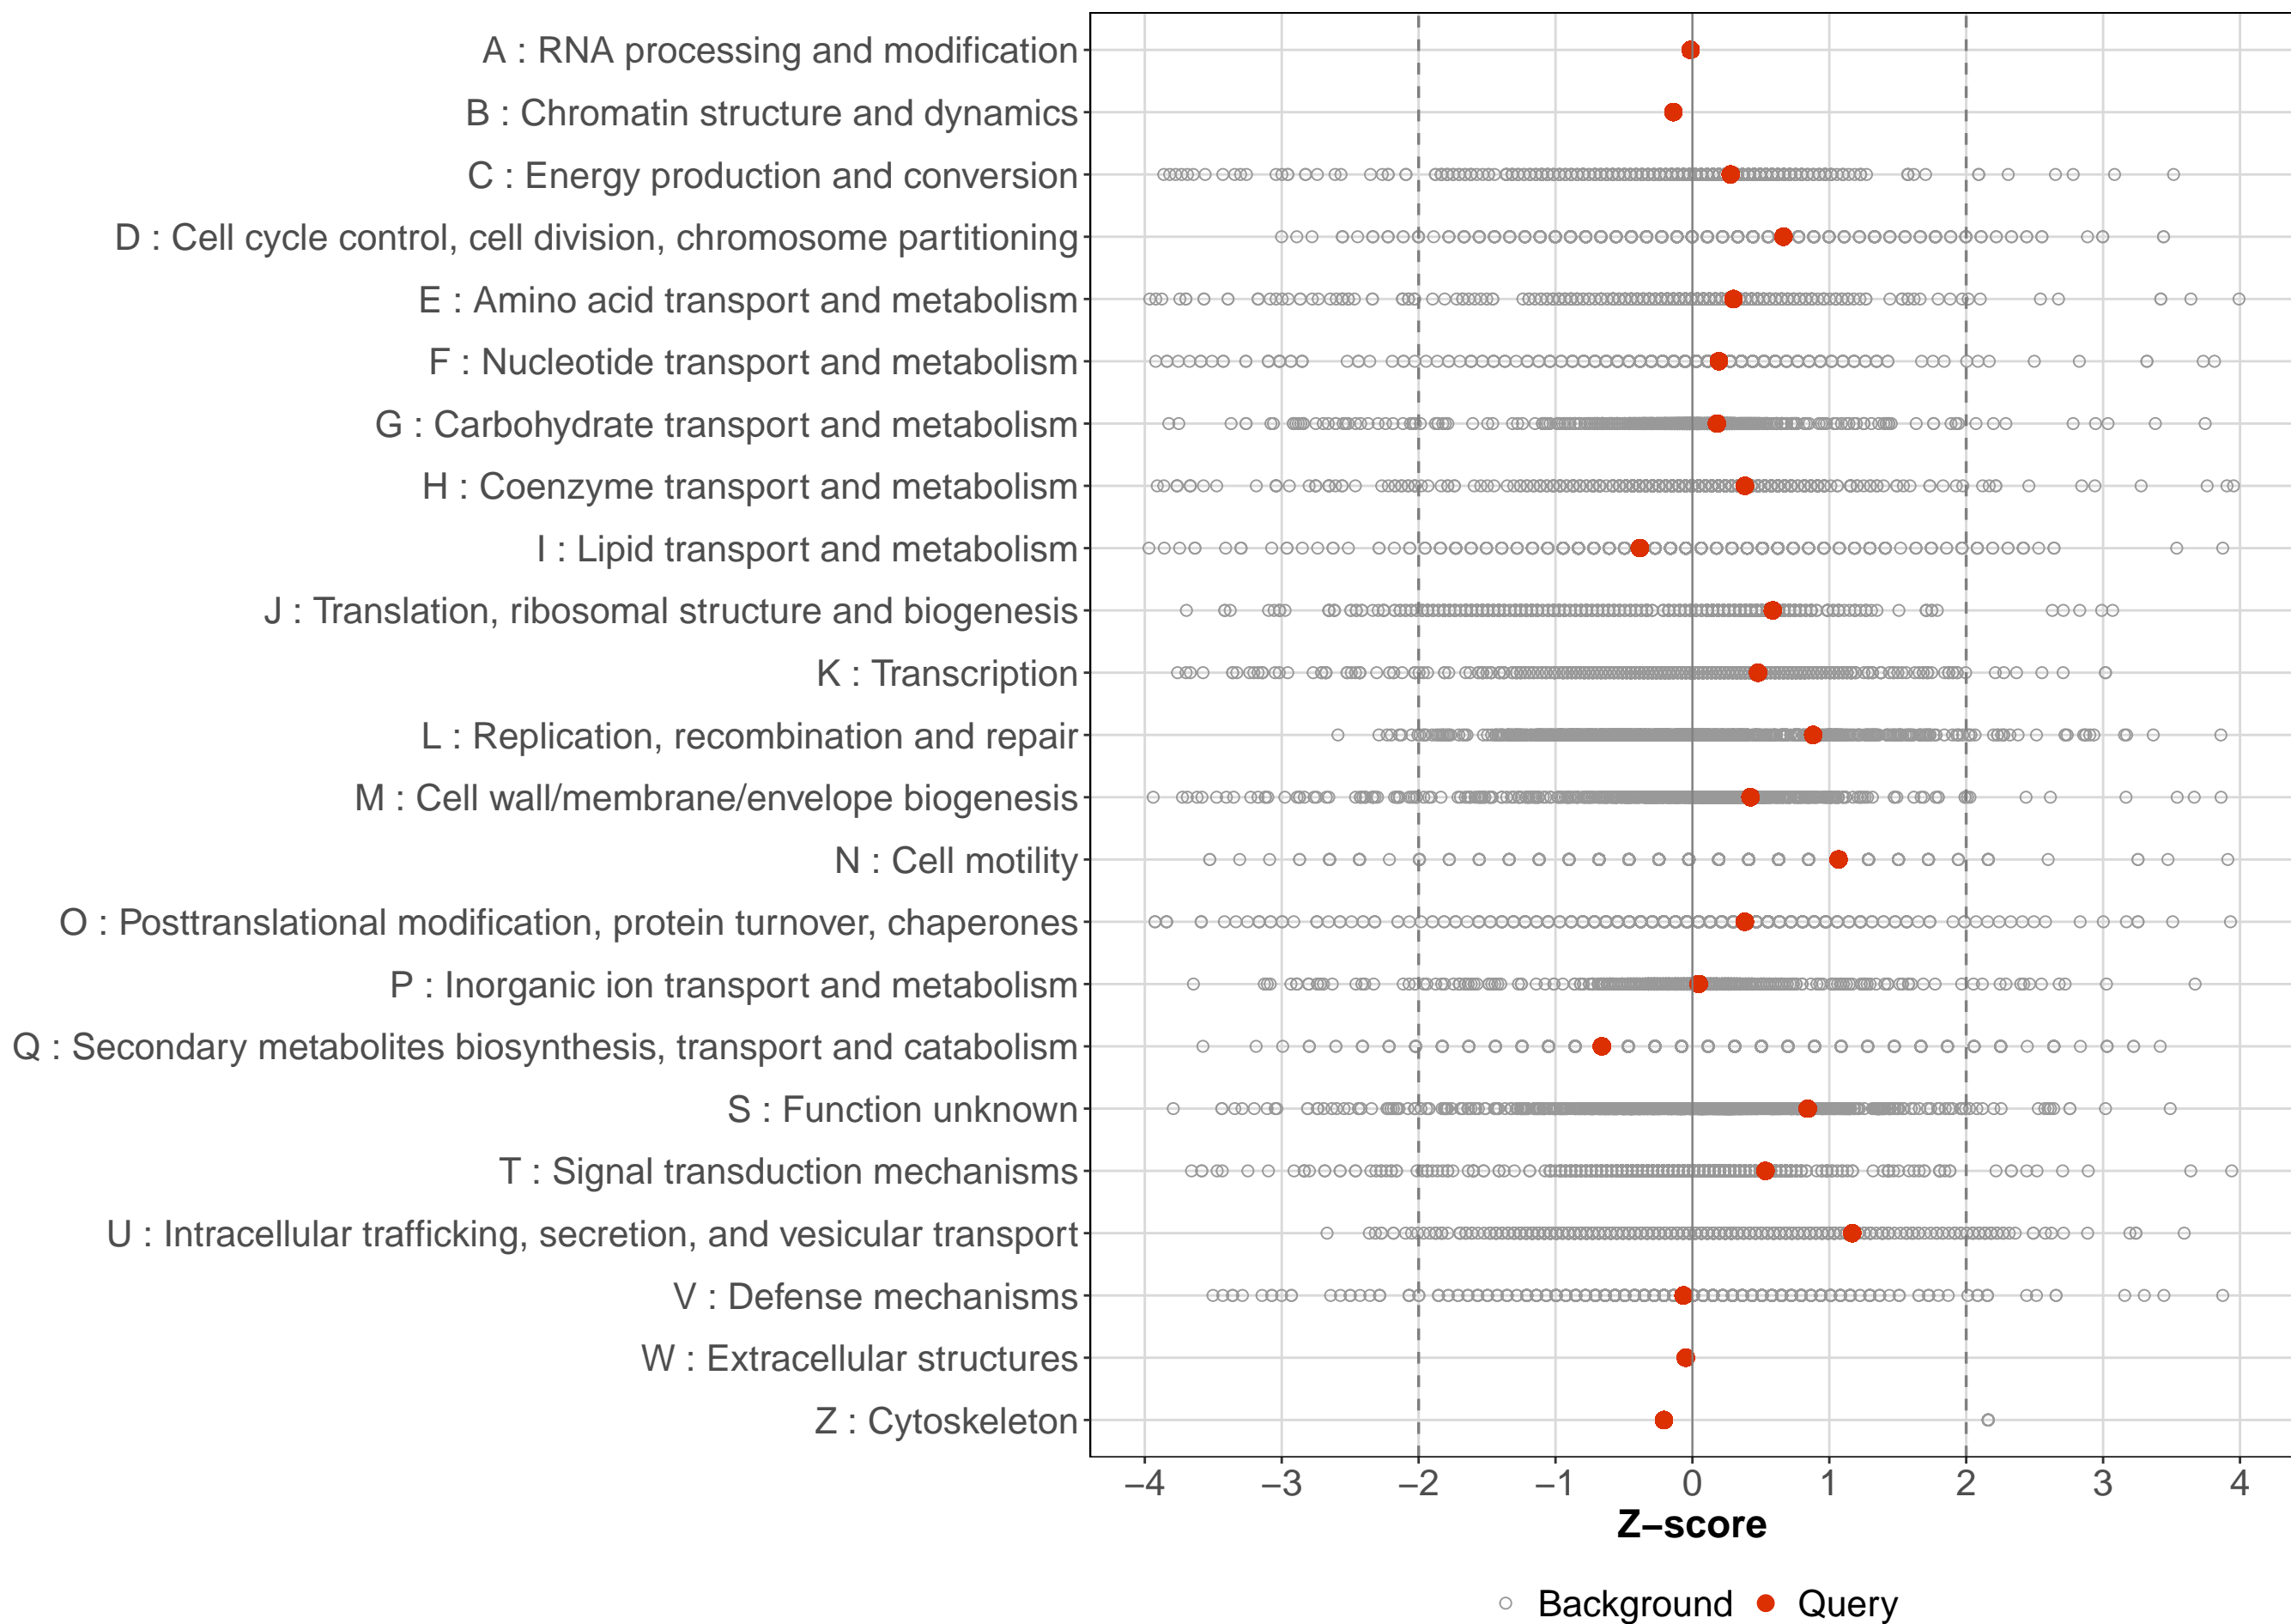 A : RNA processing and modification
B : Chromatin structure and dynamics
C : Energy production and conversion
D : Cell cycle control, cell division, chromosome partitioning
E : Amino acid transport and metabolism
F : Nucleotide transport and metabolism
G : Carbohydrate transport and metabolism
H : Coenzyme transport and metabolism
I : Lipid transport and metabolism
J : Translation, ribosomal structure and biogenesis
K : Transcription
L : Replication, recombination and repair
M : Cell wall/membrane/envelope biogenesis
N : Cell motility
O : Posttranslational modification, protein turnover, chaperones
P : Inorganic ion transport and metabolism
Q : Secondary metabolites biosynthesis, transport and catabolism
S : Function unknown
T : Signal transduction mechanisms
U : Intracellular trafficking, secretion, and vesicular transport
V : Defense mechanisms
W : Extracellular structures
Z : Cytoskeleton
−4 −3 −2 −1 0 1 2 3 4
Z−score
Background Query